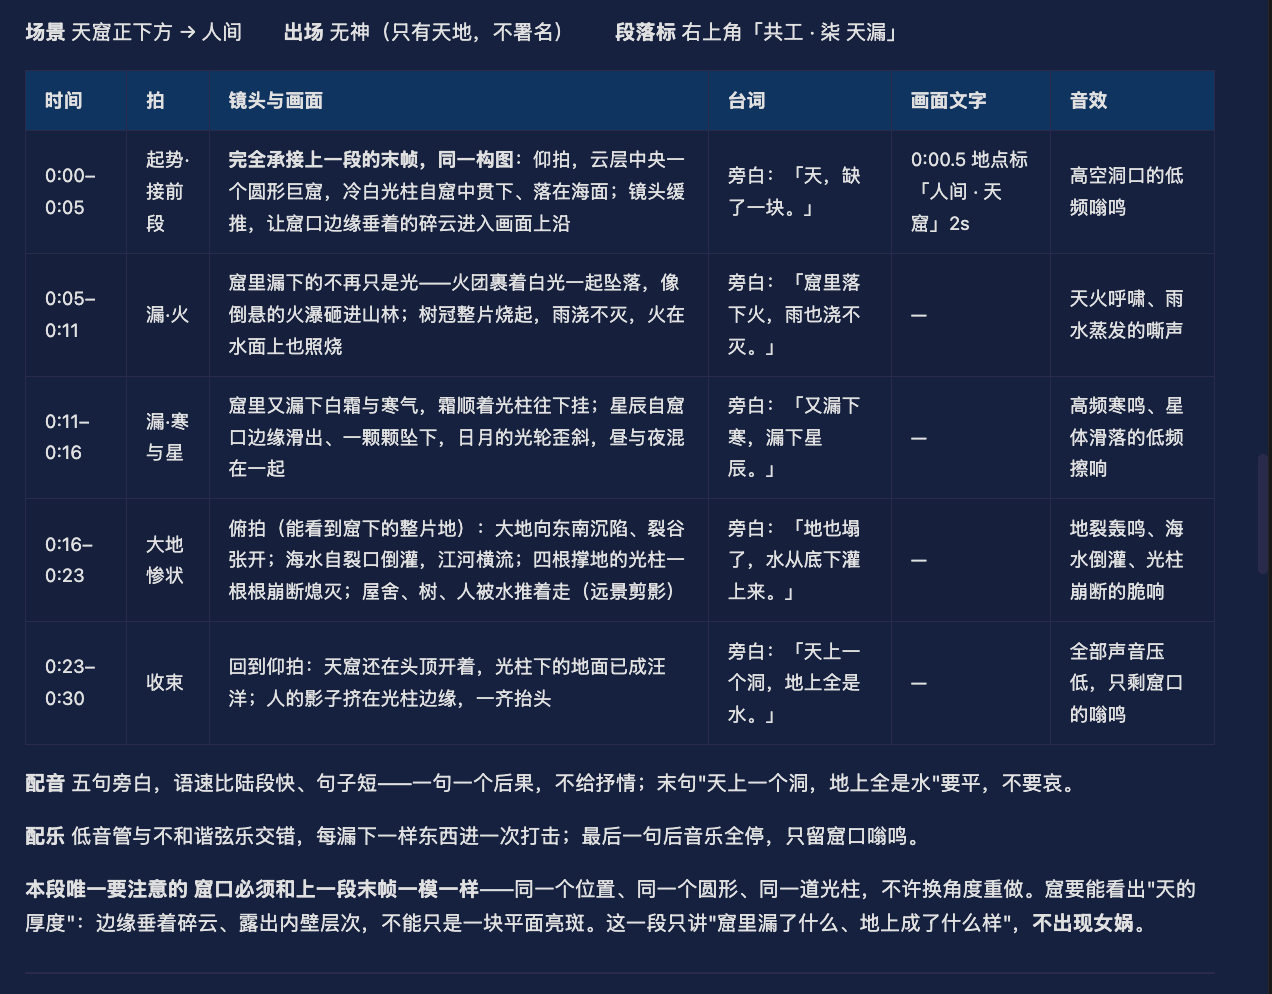 场景 天窟正下方 → 人间 出场 无神（只有天地，不署名） 段落标 右上角「共工 · 柒 天漏」
时间 拍 镜头与画面 台词 画面文字 音效
0:00–
0:05
起势·
接前
段
完全承接上一段的末帧，同一构图：仰拍，云层中央一
个圆形巨窟，冷白光柱自窟中贯下、落在海面；镜头缓
推，让窟口边缘垂着的碎云进入画面上沿
旁白：「天，缺
了一块。」
0:00.5 地点标
「人间 · 天
窟」2s
高空洞口的低
频嗡鸣
0:05–
0:11
漏·火
窟里漏下的不再只是光——火团裹着白光一起坠落，像
倒悬的火瀑砸进山林；树冠整片烧起，雨浇不灭，火在
水面上也照烧
旁白：「窟里落
下火，雨也浇不
灭。」
—
天火呼啸、雨
水蒸发的嘶声
0:11–
0:16
漏·寒
与星
窟里又漏下白霜与寒气，霜顺着光柱往下挂；星辰自窟
口边缘滑出、一颗颗坠下，日月的光轮歪斜，昼与夜混
在一起
旁白：「又漏下
寒，漏下星
辰。」
—
高频寒鸣、星
体滑落的低频
擦响
0:16–
0:23
大地
惨状
俯拍（能看到窟下的整片地）：大地向东南沉陷、裂谷
张开；海水自裂口倒灌，江河横流；四根撑地的光柱一
根根崩断熄灭；屋舍、树、人被水推着走（远景剪影）
旁白：「地也塌
了，水从底下灌
上来。」
—
地裂轰鸣、海
水倒灌、光柱
崩断的脆响
0:23–
0:30
收束
回到仰拍：天窟还在头顶开着，光柱下的地面已成汪
洋；人的影子挤在光柱边缘，一齐抬头
旁白：「天上一
个洞，地上全是
水。」
—
全部声音压
低，只剩窟口
的嗡鸣
配音 五句旁白，语速比陆段快、句子短——一句一个后果，不给抒情；末句"天上一个洞，地上全是水"要平，不要哀。
配乐 低音管与不和谐弦乐交错，每漏下一样东西进一次打击；最后一句后音乐全停，只留窟口嗡鸣。
本段唯一要注意的 窟口必须和上一段末帧一模一样——同一个位置、同一个圆形、同一道光柱，不许换角度重做。窟要能看出"天的
厚度"：边缘垂着碎云、露出内壁层次，不能只是一块平面亮斑。这一段只讲"窟里漏了什么、地上成了什么样"，不出现女娲。